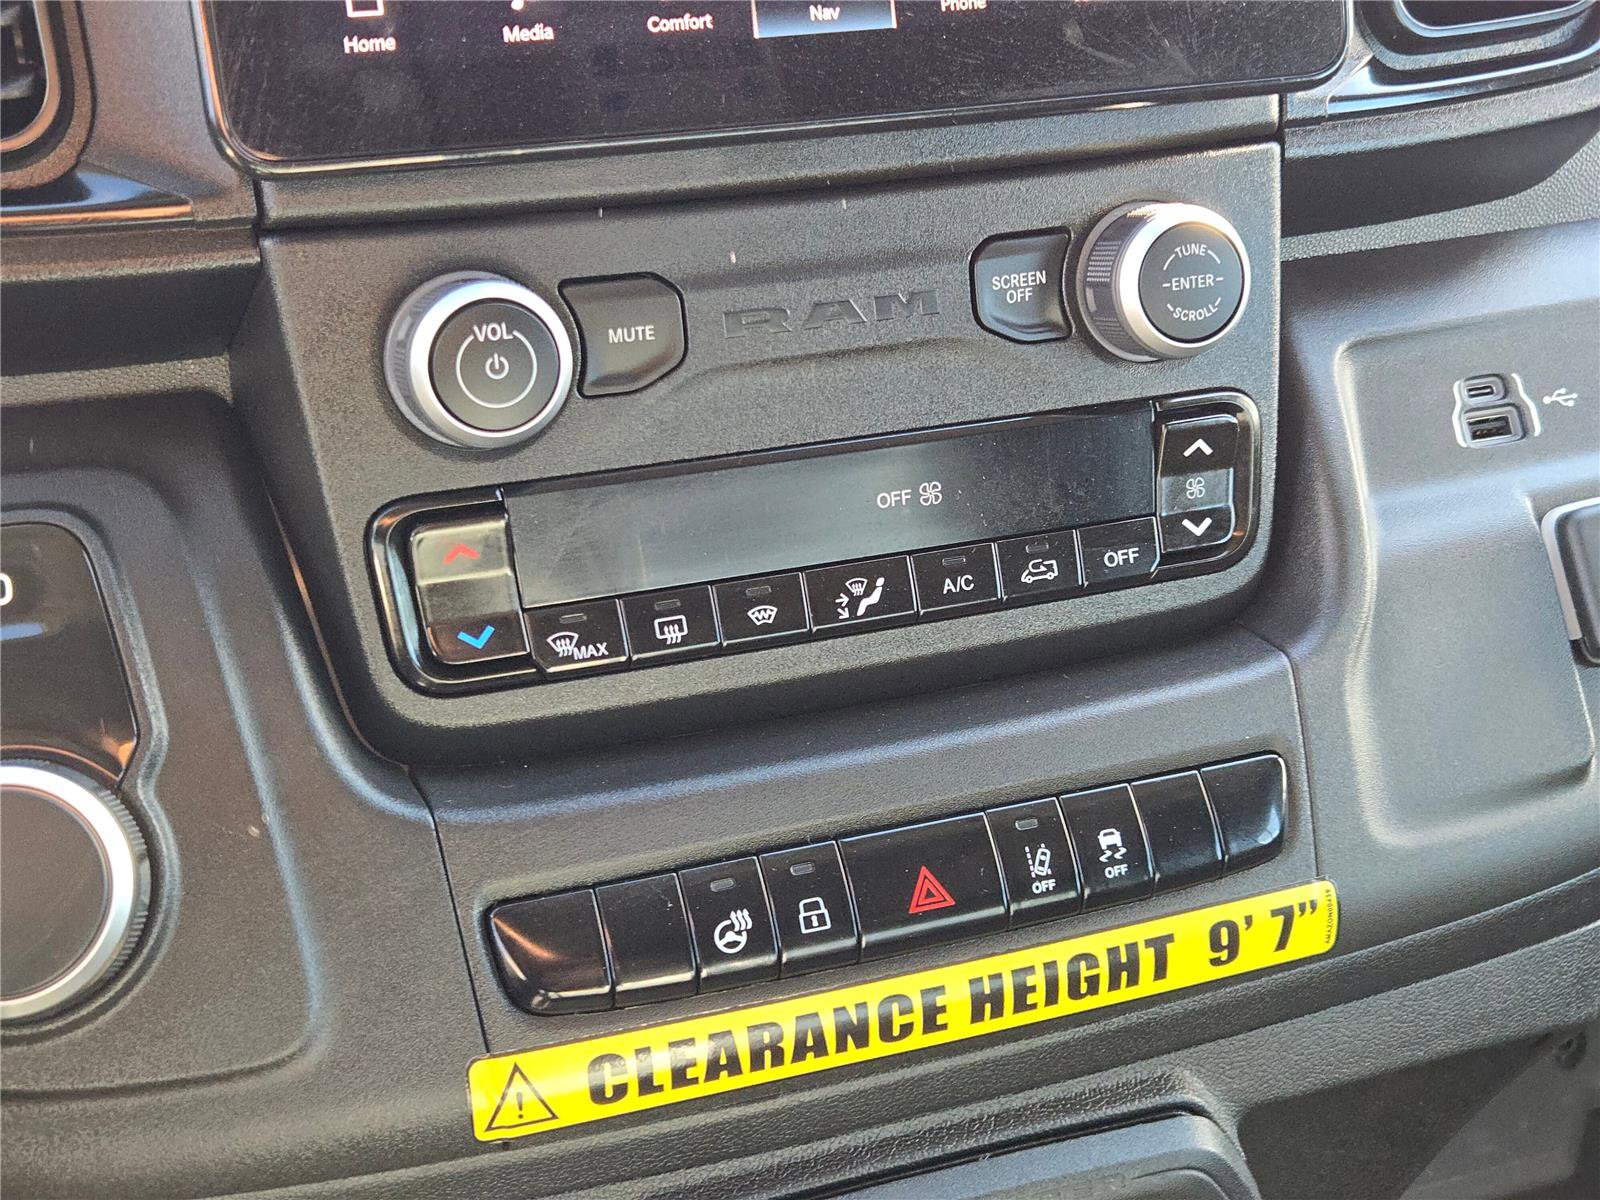 Home
Media
Comfort
Nav
Phone
VOL
MUTE
RAM
SCREEN
OFF
TUNE
ENTER
SCROLL
OFF
MAX
A/C
OFF
OFF
OFF
CLEARANCE HEIGHT 9' 7”